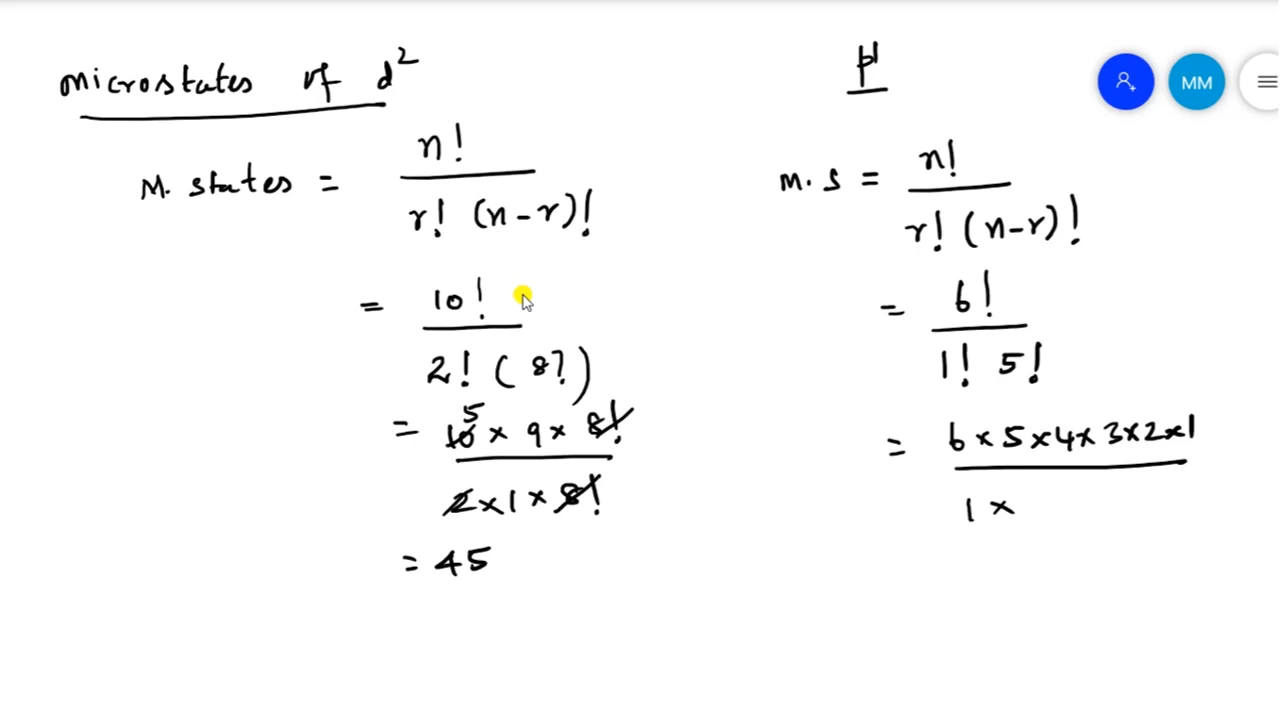 microstates of d²
M. states = n! / r! (n-r)!
= 10! / 2! (8!)
= 10 5 x 9 x 8! / 2 x 1 x 8!
= 45
p¹
M.S = n! / r! (n-r)!
= 6! / 1! 5!
= 6 x 5 x 4 x 3 x 2 x 1 / 1 x
MM